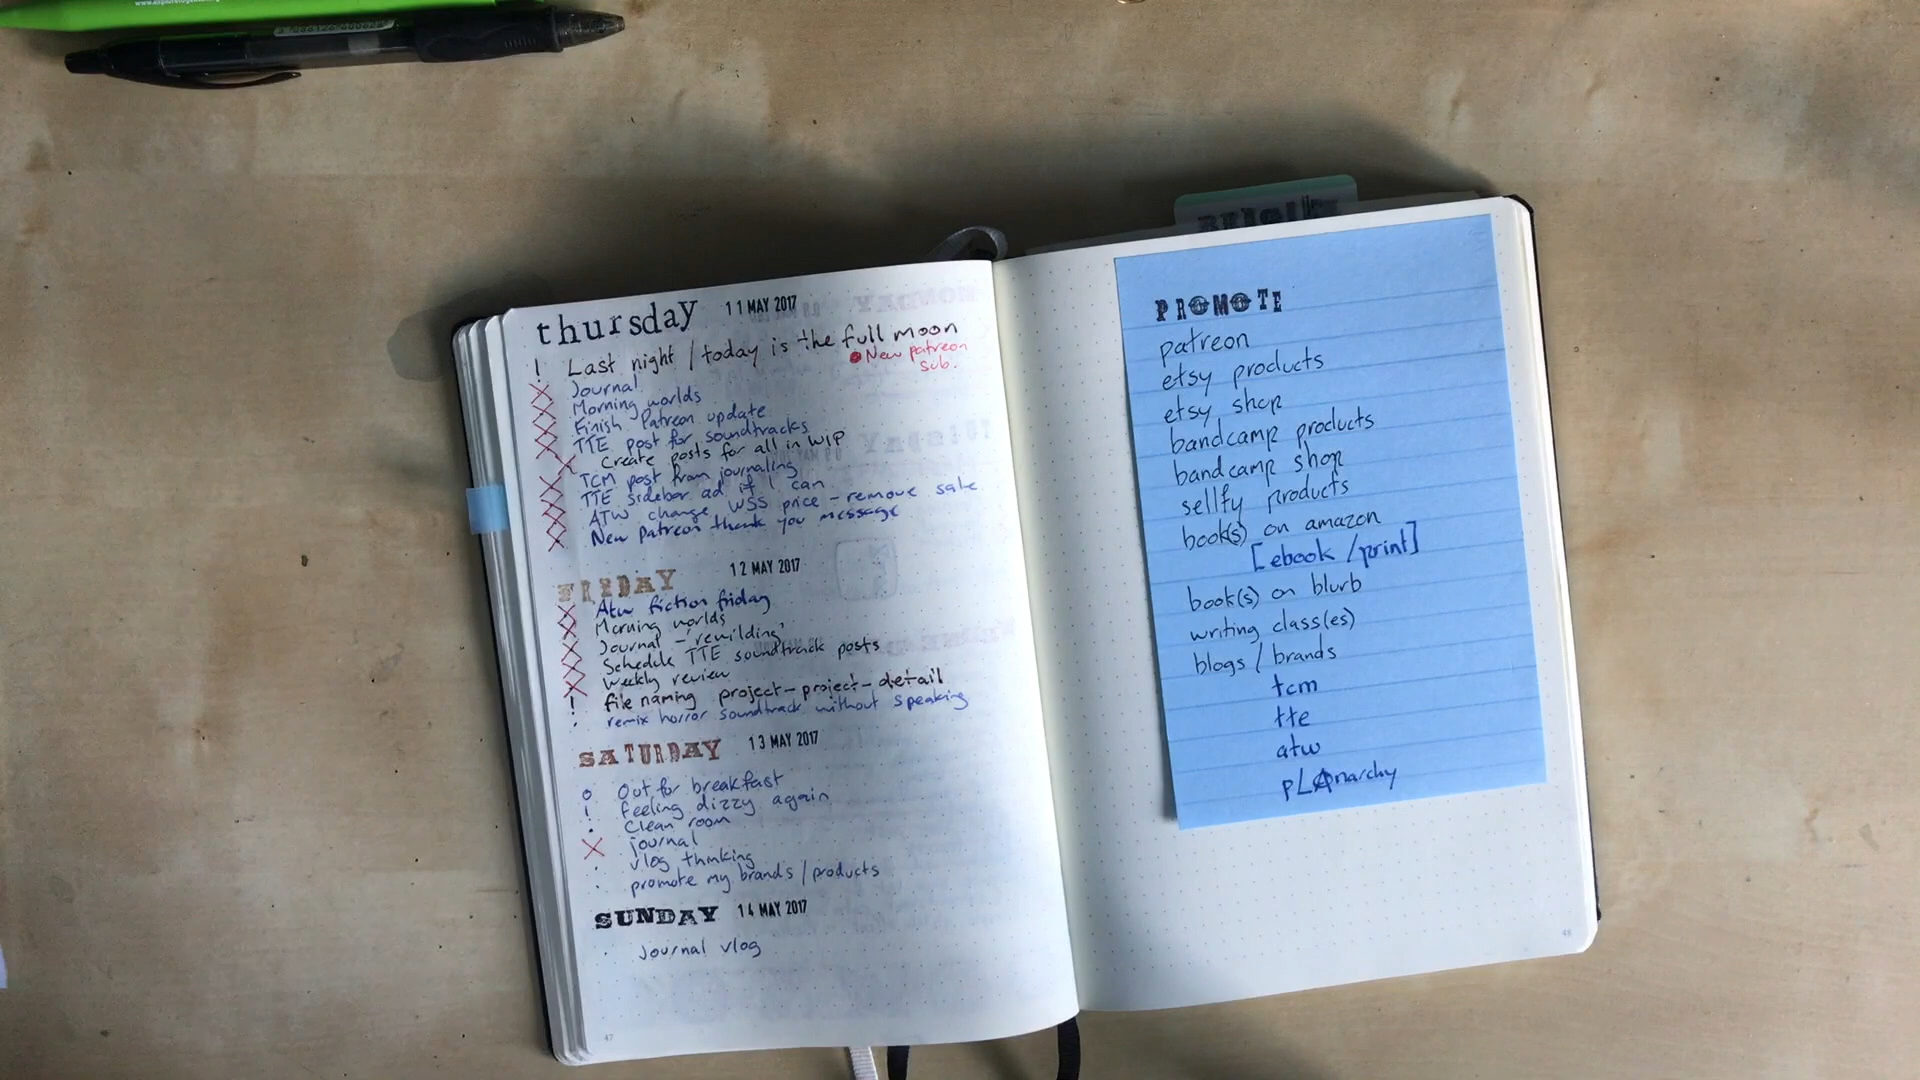 thursday 11 MAY 2017
! Last night / today is the full moon
New patreon
sub.
X Journal
X Morning worlds
X Finish Patreon update
X TTE post for soundtracks
X Create posts for all in WIP
X TCM post from journaling
X TTE sidebar ad if I can
X ATW change WSS price - remove sale
X New Patreon thank you message
FRIDAY 12 MAY 2017
X Atw fiction friday
X Morning worlds
X Journal - 'rewilding'
X Schedule TTE soundtrack posts
X Weekly review
! file naming project-project-detail
· remix horror soundtrack without speaking
SATURDAY 13 MAY 2017
o Out for breakfast
! feeling dizzy again
· Clean room
X journal
· vlog thinking
· promote my brands / products
SUNDAY 14 MAY 2017
· Journal vlog
47
PROMOTE
patreon
etsy products
etsy shop
bandcamp products
bandcamp shop
sellfy products
book(s) on amazon
[ebook / print]
book(s) on blurb
writing class(es)
blogs / brands
tcm
tte
atw
pLAnarchy
48